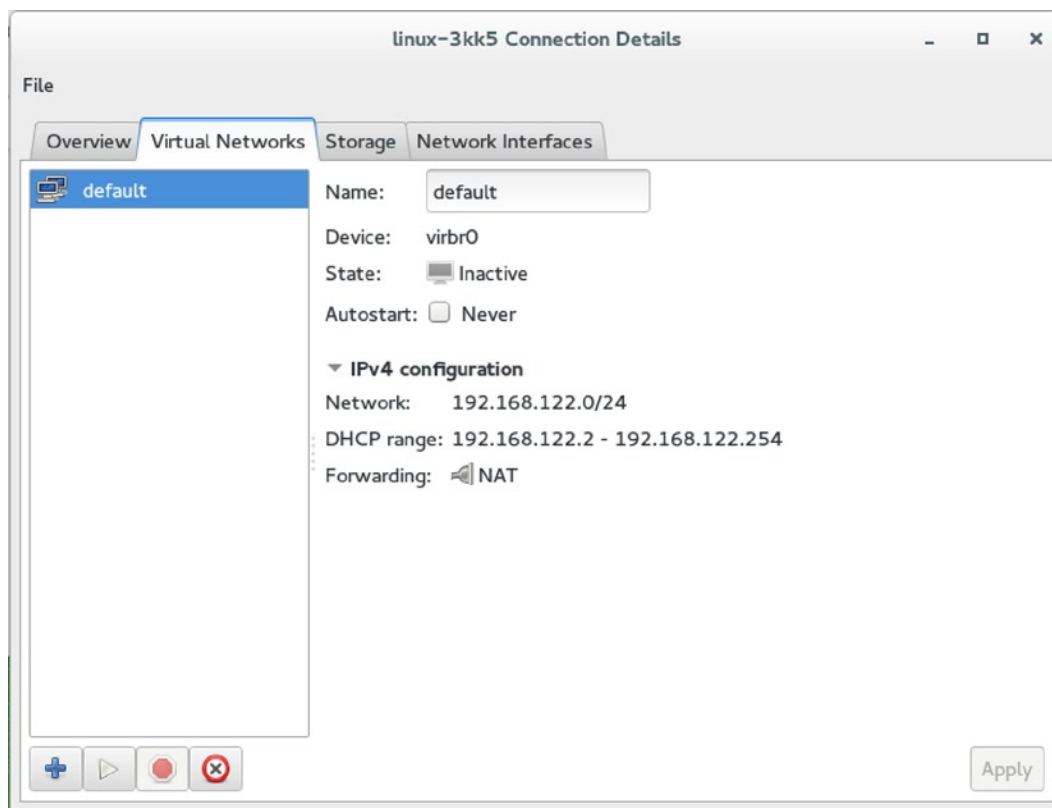 linux-3kk5 Connection Details
File
Overview Virtual Networks Storage Network Interfaces
default
Name: default
Device: virbr0
State: Inactive
Autostart: Never
IPv4 configuration
Network: 192.168.122.0/24
DHCP range: 192.168.122.2 - 192.168.122.254
Forwarding: NAT
Apply